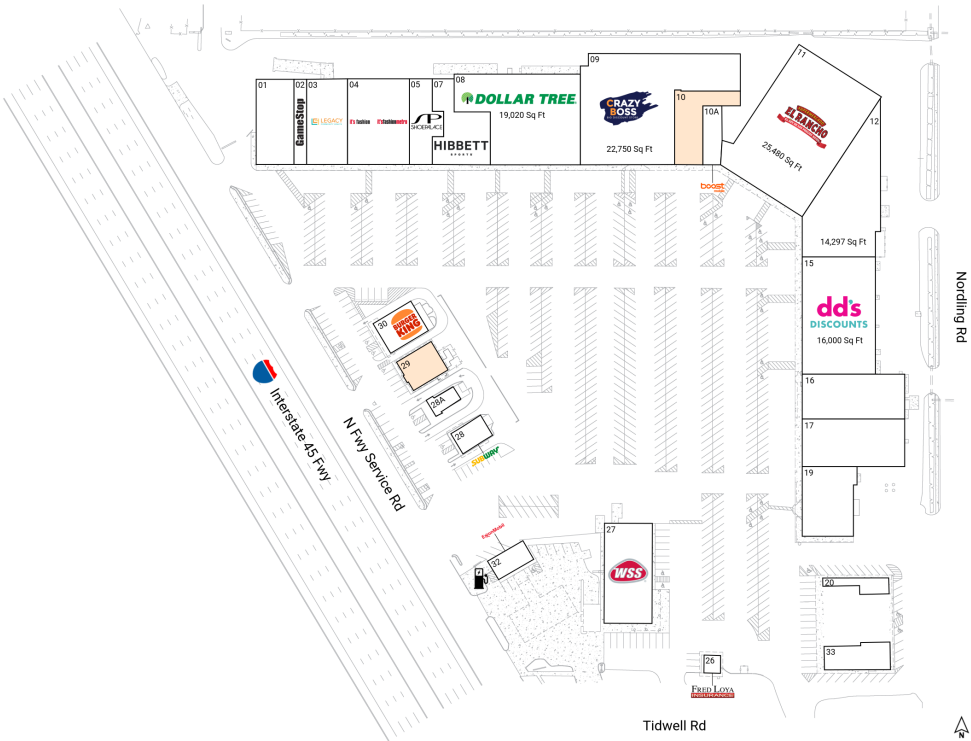 01
02
03
04
05
07
08
09
10
10A
11
12
GameStop
LEGACY
it's fashion
it's fashion metro
SP
SHOE PALACE
HIBBETT
SPORTS
DOLLAR TREE
19,020 Sq Ft
CRAZY
BOSS
22,750 Sq Ft
boost
EL RANCHO
25,480 Sq Ft
14,297 Sq Ft
15
dd's
DISCOUNTS
16,000 Sq Ft
16
17
19
20
33
30
BURGER
KING
29
28A
28
SUBWAY
ExxonMobil
32
27
WSS
26
FRED LOYA
INSURANCE
Interstate 45 Fwy
N Fwy Service Rd
Nordling Rd
Tidwell Rd
N